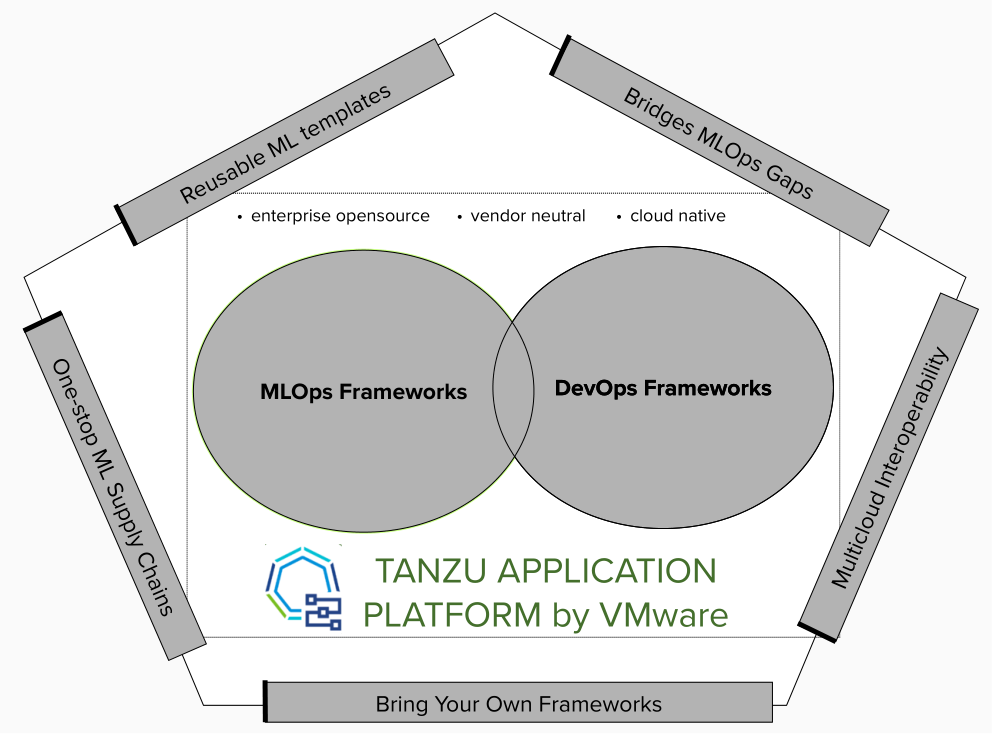 Reusable ML templates
Bridges MLOps Gaps
• enterprise opensource • vendor neutral • cloud native
MLOps Frameworks
DevOps Frameworks
One-stop ML Supply Chains
Multicloud Interoperability
TANZU APPLICATION
PLATFORM by VMware
Bring Your Own Frameworks